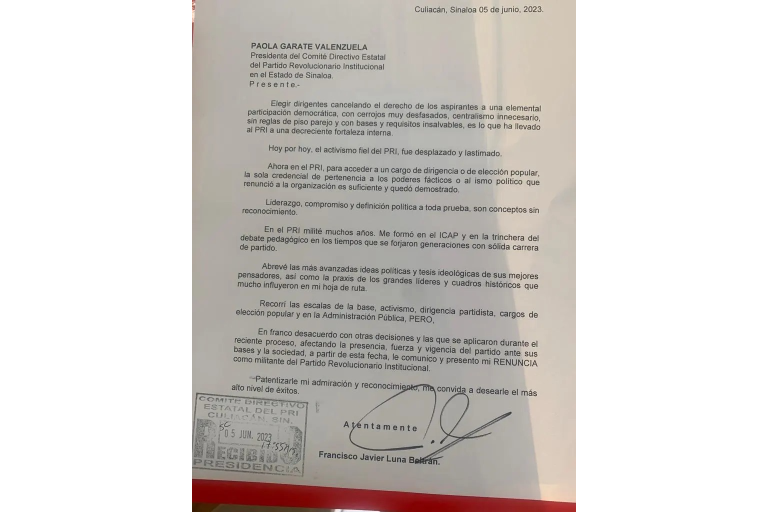 Culiacán, Sinaloa 05 de junio, 2023.
PAOLA GARATE VALENZUELA
Presidenta del Comité Directivo Estatal
del Partido Revolucionario Institucional
en el Estado de Sinaloa.
P r e s e n t e.-
Elegir dirigentes cancelando el derecho de los aspirantes a una elemental
participación democrática, con cerrojos muy desfasados, centralismo innecesario,
sin reglas de piso parejo y con bases y requisitos insalvables, es lo que ha llevado
al PRI a una decreciente fortaleza interna.
Hoy por hoy, el activismo fiel del PRI, fue desplazado y lastimado.
Ahora en el PRI, para acceder a un cargo de dirigencia o de elección popular,
la sola credencial de pertenencia a los poderes fácticos o al ismo político que
renunció a la organización es suficiente y quedó demostrado.
Liderazgo, compromiso y definición política a toda prueba, son conceptos sin
reconocimiento.
En el PRI milité muchos años. Me formó en el ICAP y en la trinchera del
debate pedagógico en los tiempos que se forjaron generaciones con sólida carrera
de partido.
Abrevé las más avanzadas ideas políticas y tesis ideológicas de sus mejores
pensadores, así como la praxis de los grandes líderes y cuadros históricos que
mucho influyeron en mi hoja de ruta.
Recorrí las escalas de la base, activismo, dirigencia partidista, cargos de
elección popular y en la Administración Pública, PERO,
En franco desacuerdo con otras decisiones y las que se aplicaron durante el
reciente proceso, afectando la presencia, fuerza y vigencia del partido ante sus
bases y la sociedad, a partir de esta fecha, le comunico y presento mi RENUNCIA
como militante del Partido Revolucionario Institucional.
Patentizarle mi admiración y reconocimiento, me convida a desearle el más
alto nivel de éxitos.
A t e n t a m e n t e
Francisco Javier Luna Beltrán.
COMITE DIRECTIVO
ESTATAL DEL PRI
CULIACAN, SIN.
05 JUN. 2023
RECIBIDO
PRESIDENCIA